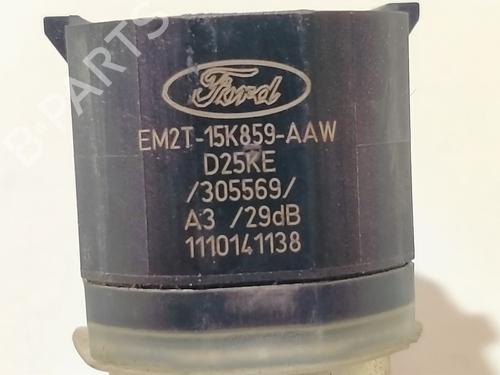 B-PARTS
Ford
EM2T-15K859-AAW
D25KE
/305569/
A3 /29dB
1110141138